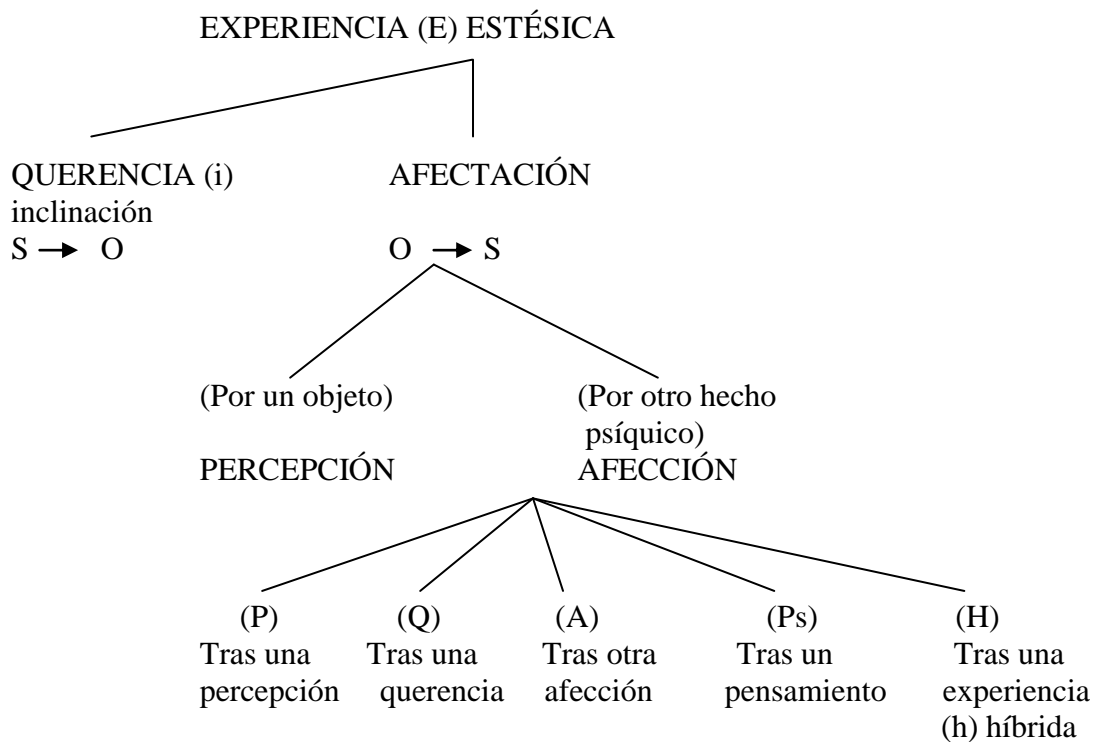 EXPERIENCIA (E) ESTÉSICA
QUERENCIA (i) AFECTACIÓN
inclinación
S → O O → S
(Por un objeto) (Por otro hecho
psíquico)
PERCEPCIÓN AFECCIÓN
(P) (Q) (A) (Ps) (H)
Tras una Tras una Tras otra Tras un Tras una
percepción querencia afección pensamiento experiencia
(h) híbrida